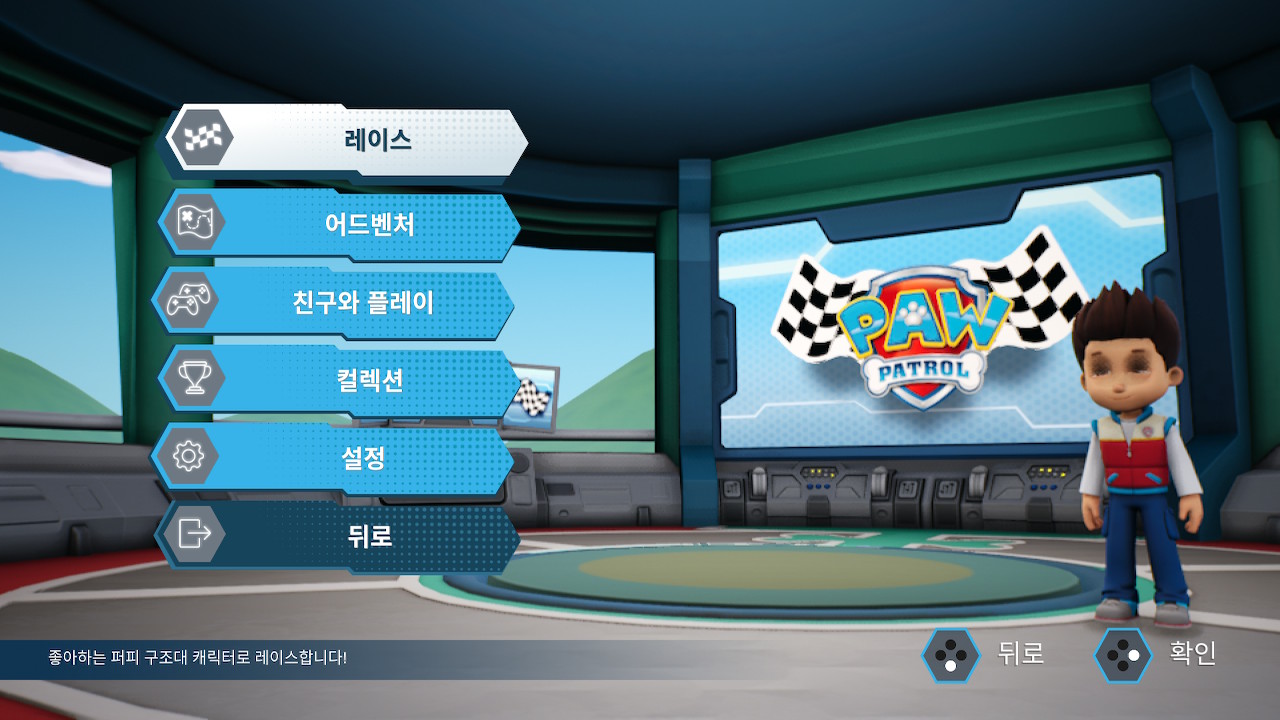 레이스
어드벤처
친구와 플레이
컬렉션
설정
뒤로
PAW
PATROL
좋아하는 퍼피 구조대 캐릭터로 레이스합니다!
뒤로
확인